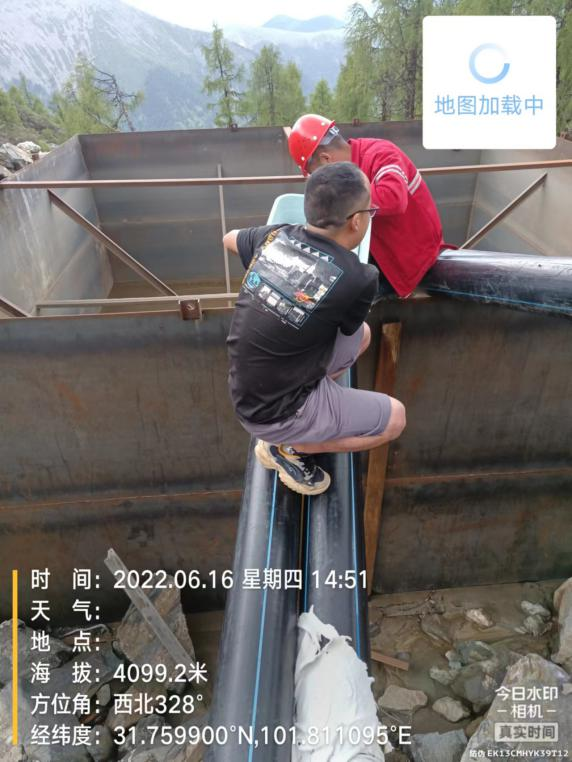 地图加载中
时 间：2022.06.16 星期四 14:51
天 气：
地 点：
海 拔：4099.2米
方位角：西北328°
经纬度：31.759900°N,101.811095°E
今日水印
相机
真实时间
防伪 EK13CMHYK39T12